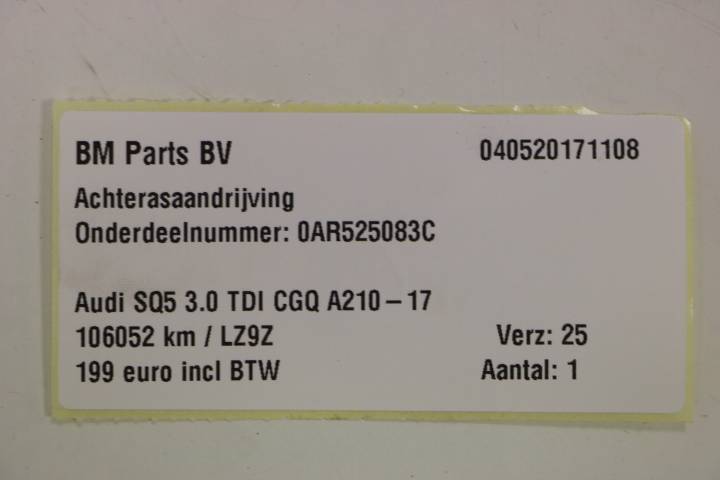 BM Parts BV 040520171108
Achterasaandrijving
Onderdeelnummer: 0AR525083C
Audi SQ5 3.0 TDI CGQ A210-17
106052 km / LZ9Z Verz: 25
199 euro incl BTW Aantal: 1